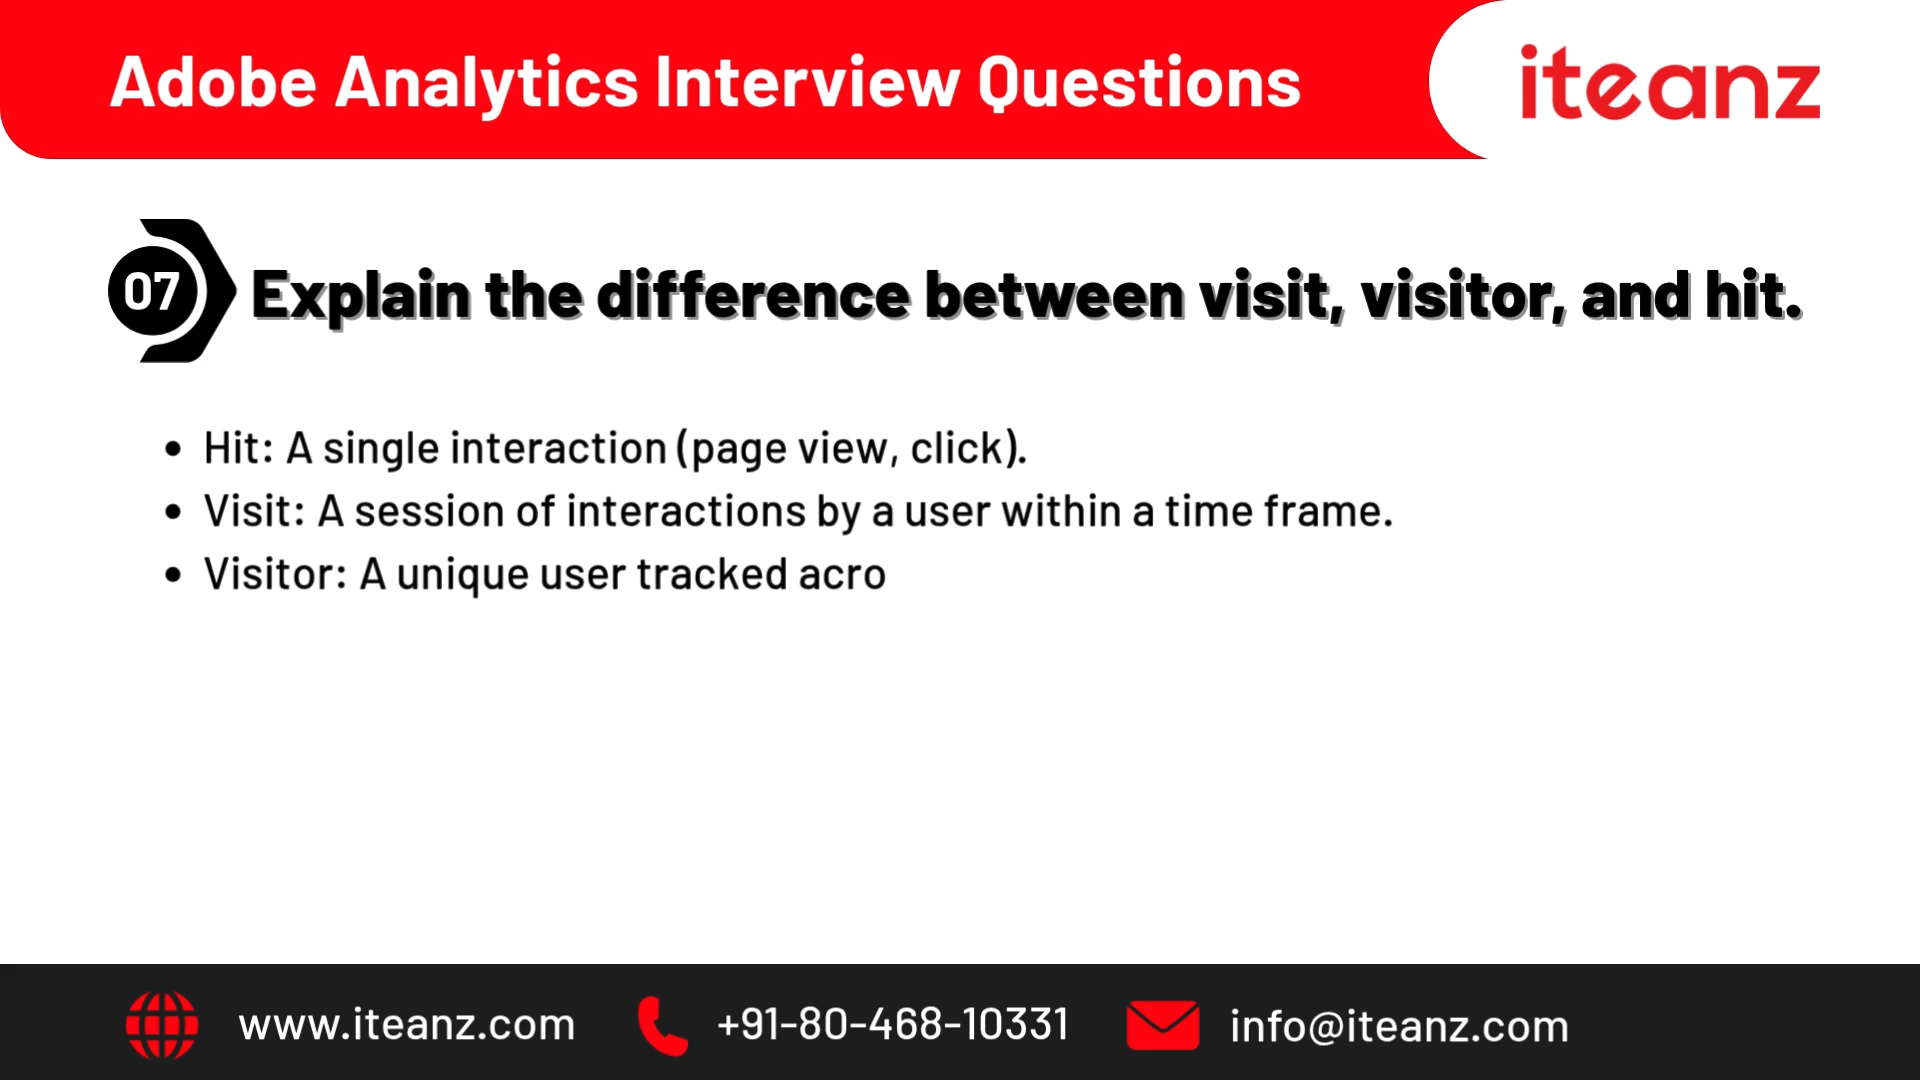 Adobe Analytics Interview Questions
iteanz
07
Explain the difference between visit, visitor, and hit.
• Hit: A single interaction (page view, click).
• Visit: A session of interactions by a user within a time frame.
• Visitor: A unique user tracked acro
www.iteanz.com
+91-80-468-10331
info@iteanz.com